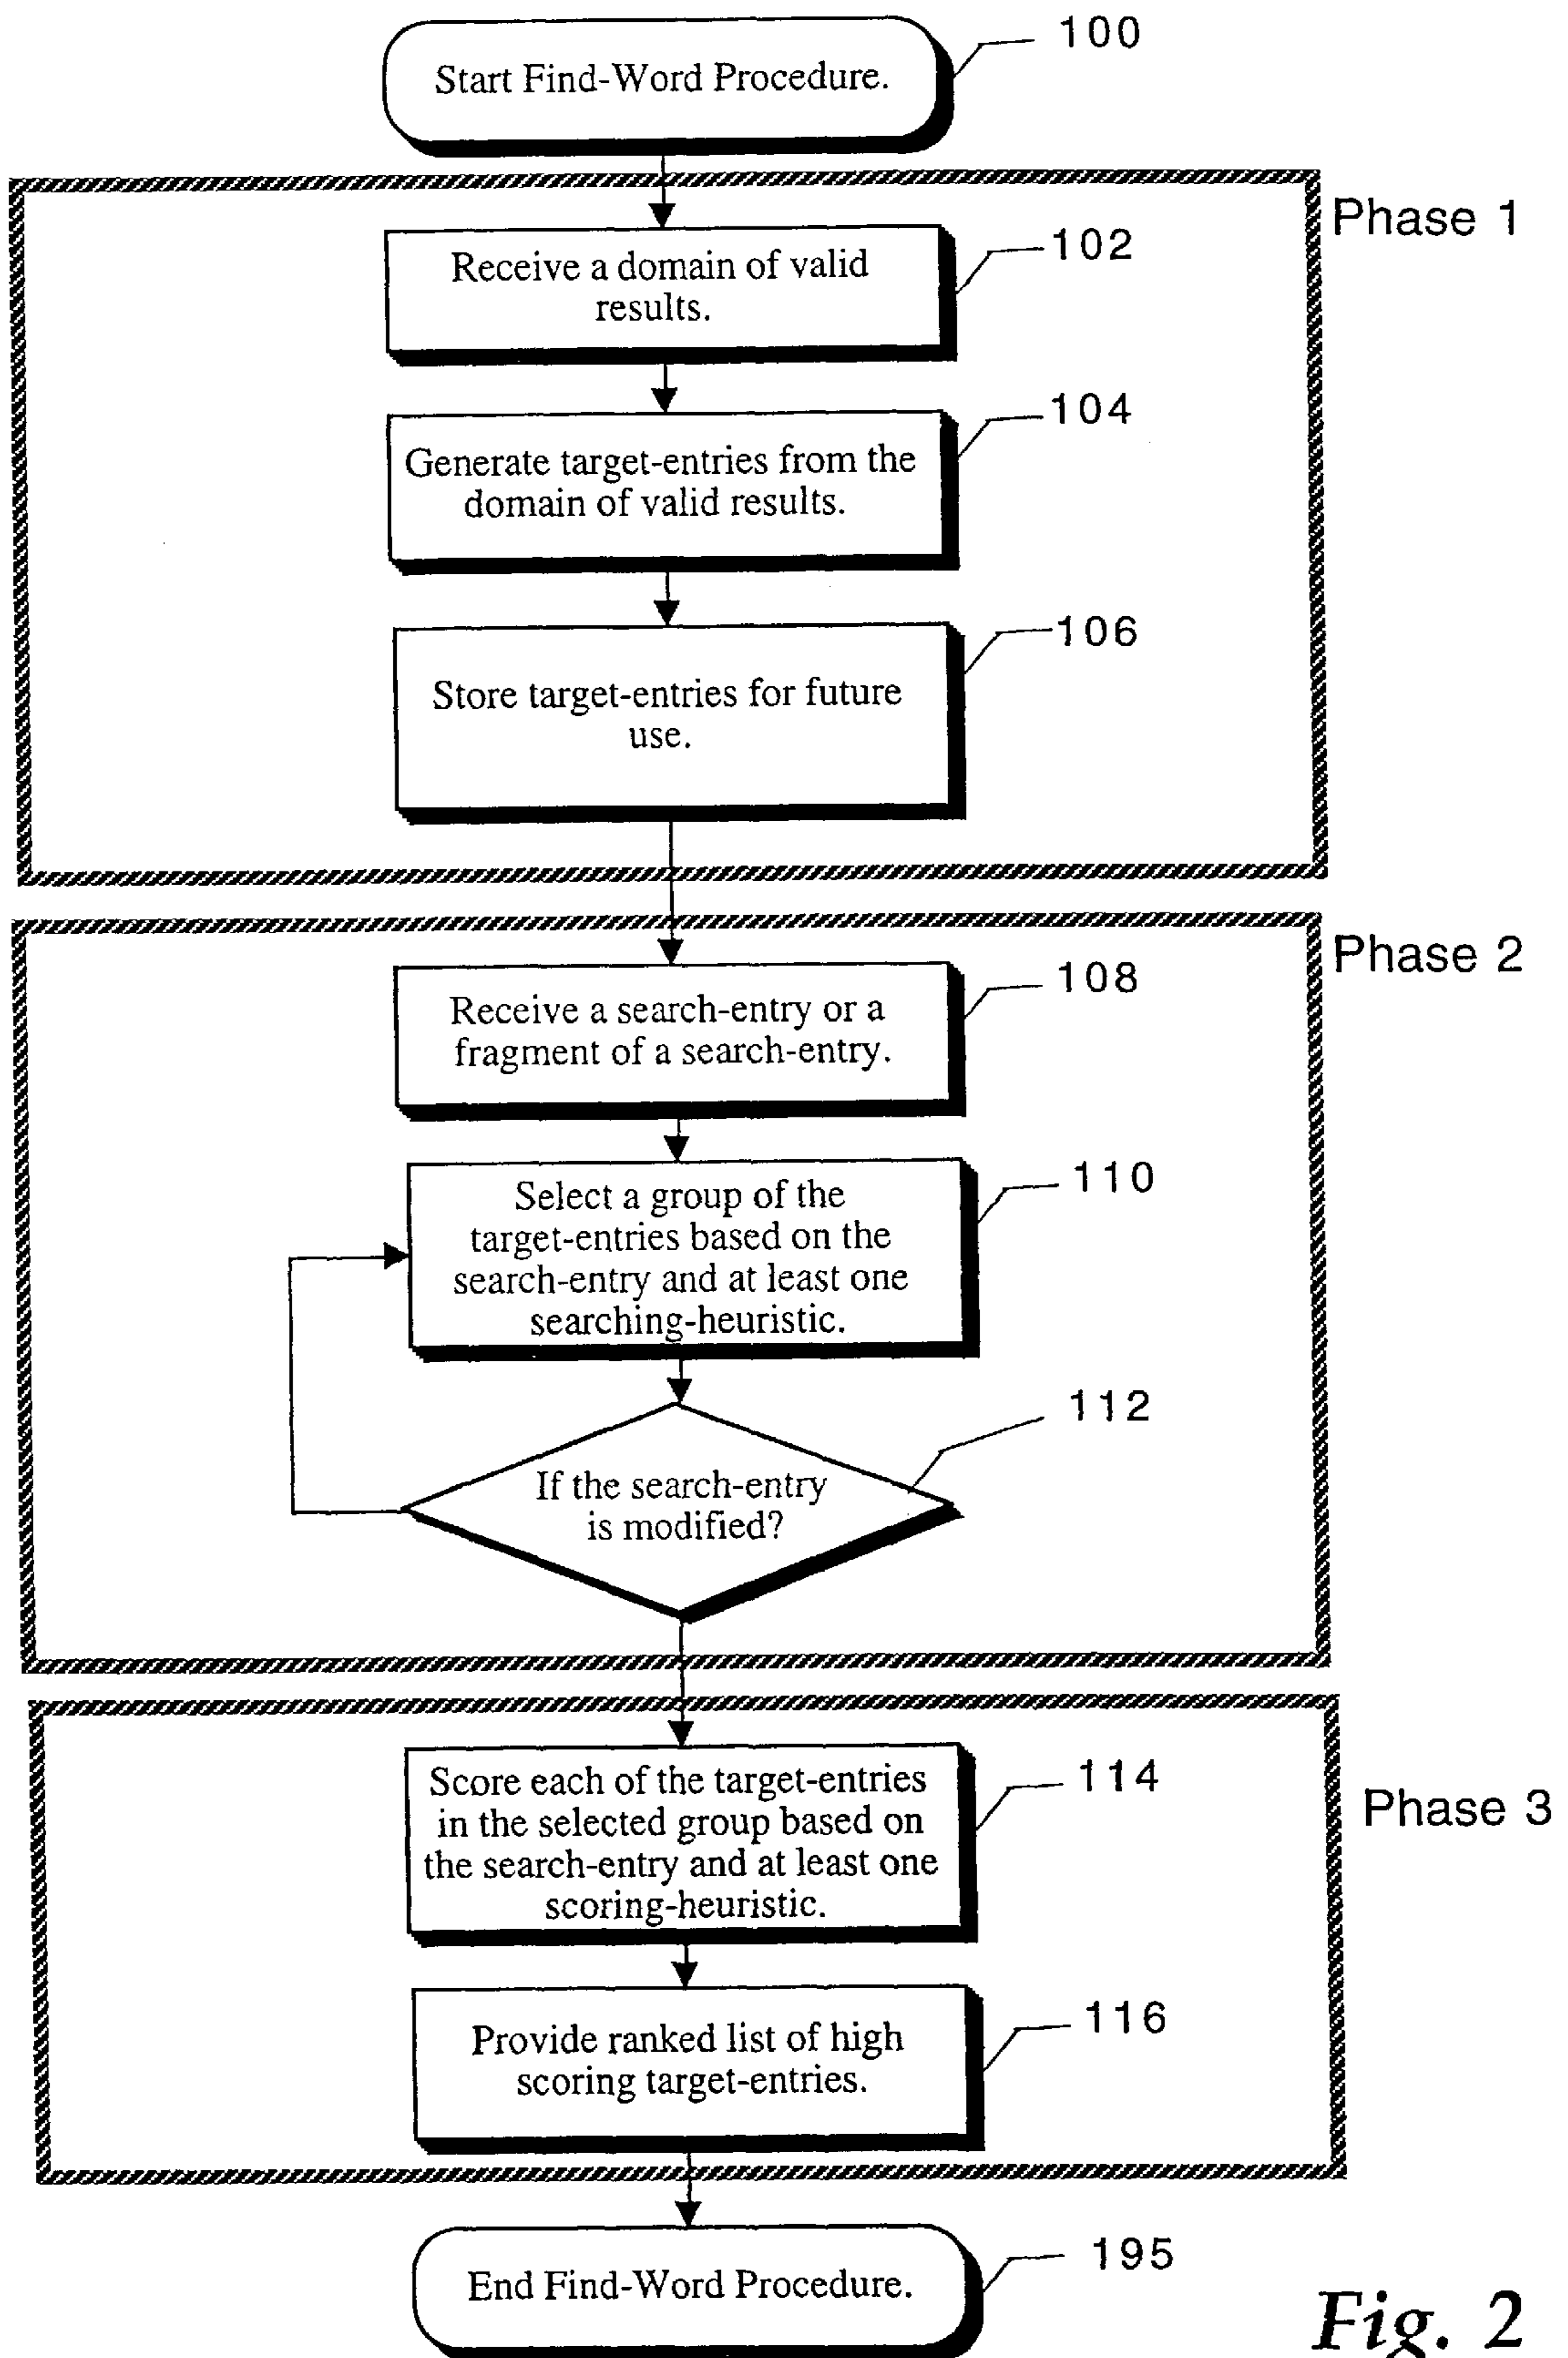 Start Find-Word Procedure.
100
Phase 1
Receive a domain of valid
results.
102
Generate target-entries from the
domain of valid results.
104
Store target-entries for future
use.
106
Phase 2
Receive a search-entry or a
fragment of a search-entry.
108
Select a group of the
target-entries based on the
search-entry and at least one
searching-heuristic.
110
If the search-entry
is modified?
112
Phase 3
Score each of the target-entries
in the selected group based on
the search-entry and at least one
scoring-heuristic.
114
Provide ranked list of high
scoring target-entries.
116
End Find-Word Procedure.
195
Fig. 2